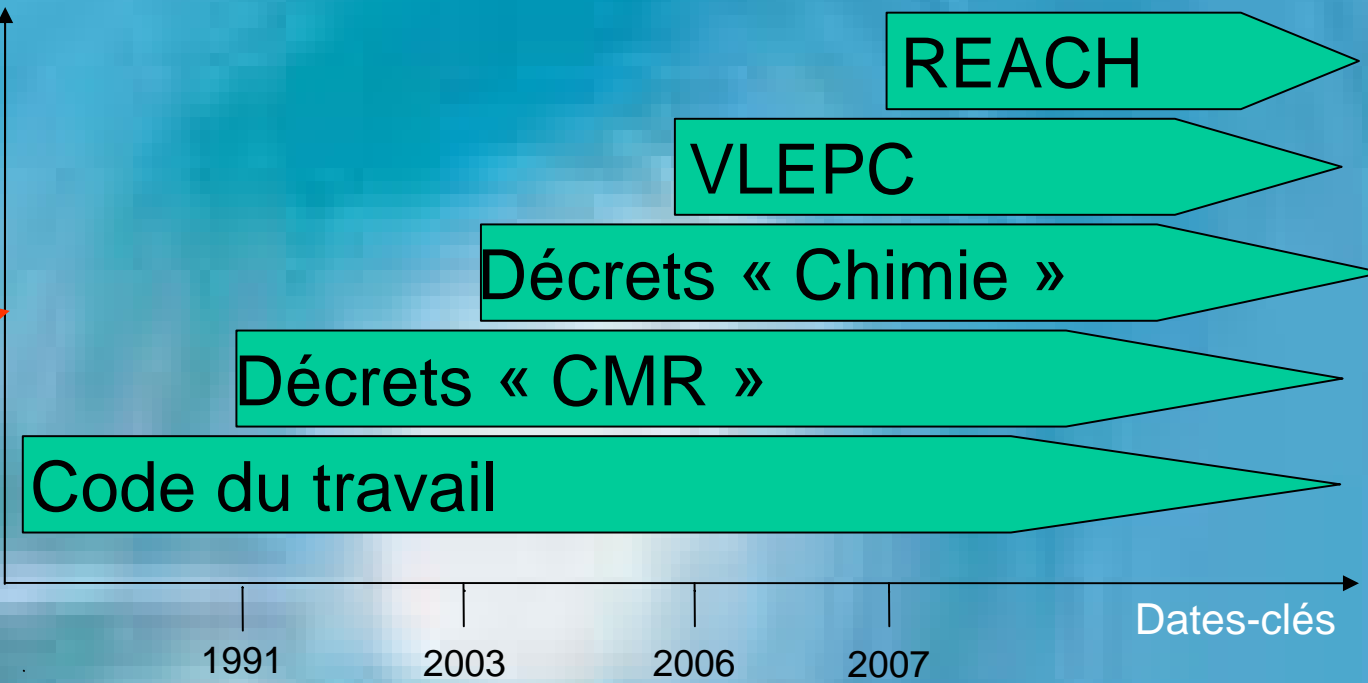 REACH
VLEPC
Décrets « Chimie »
Décrets « CMR »
Code du travail
Dates-clés
1991 2003 2006 2007